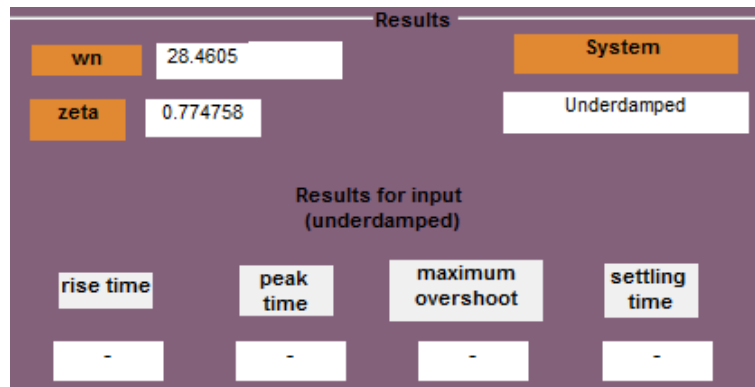 Results
wn 28.4605 System
zeta 0.774758 Underdamped
Results for input
(underdamped)
rise time peak time maximum overshoot settling time
- - - -